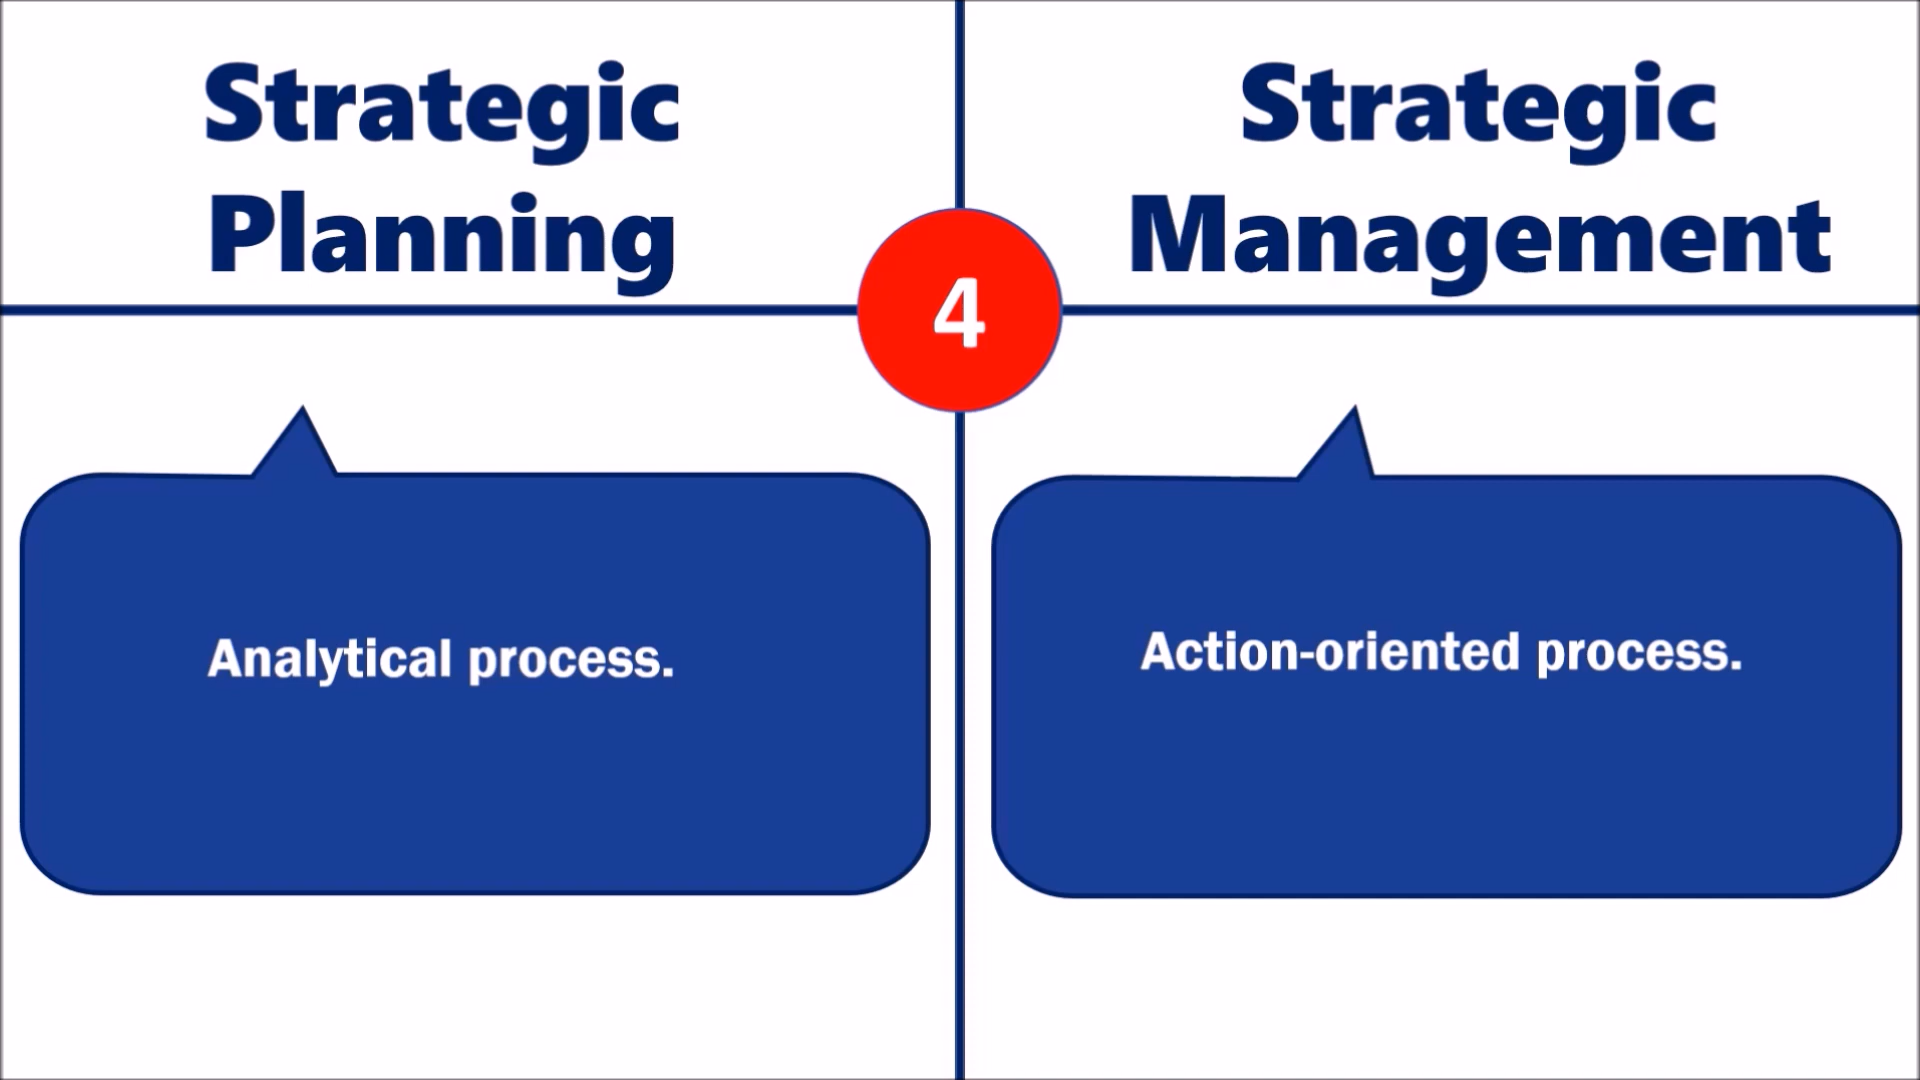 Strategic
Planning
Strategic
Management
4
Analytical process.
Action-oriented process.